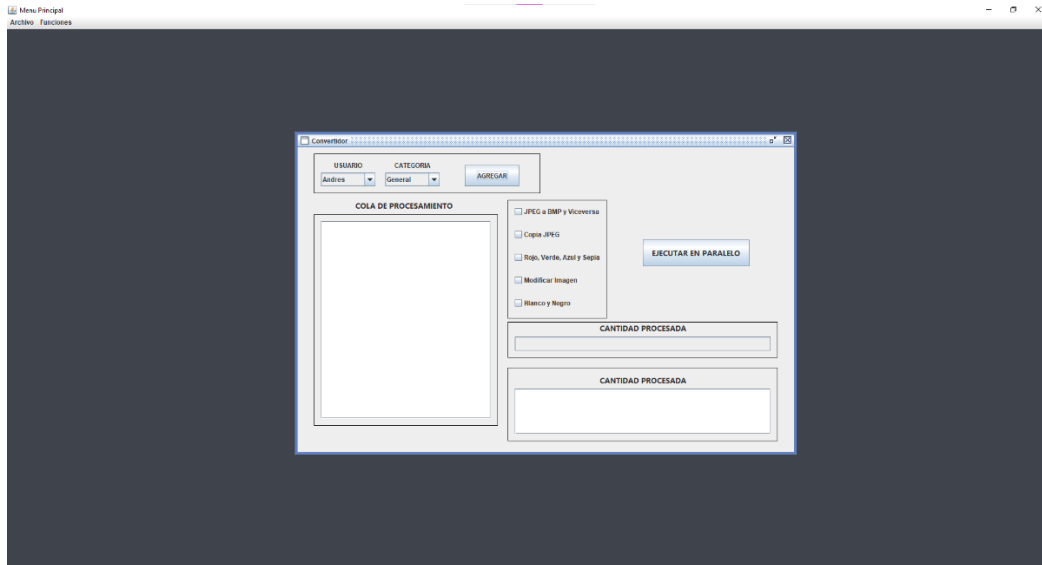 Menu Principal
Archivo Funciones
Convertidor
USUARIO CATEGORIA
Andres General AGREGAR
COLA DE PROCESAMIENTO
JPEG a BMP y Viceversa
Copia JPEG
Rojo, Verde, Azul y Sepia
Modificar Imagen
Blanco y Negro
EJECUTAR EN PARALELO
CANTIDAD PROCESADA
CANTIDAD PROCESADA